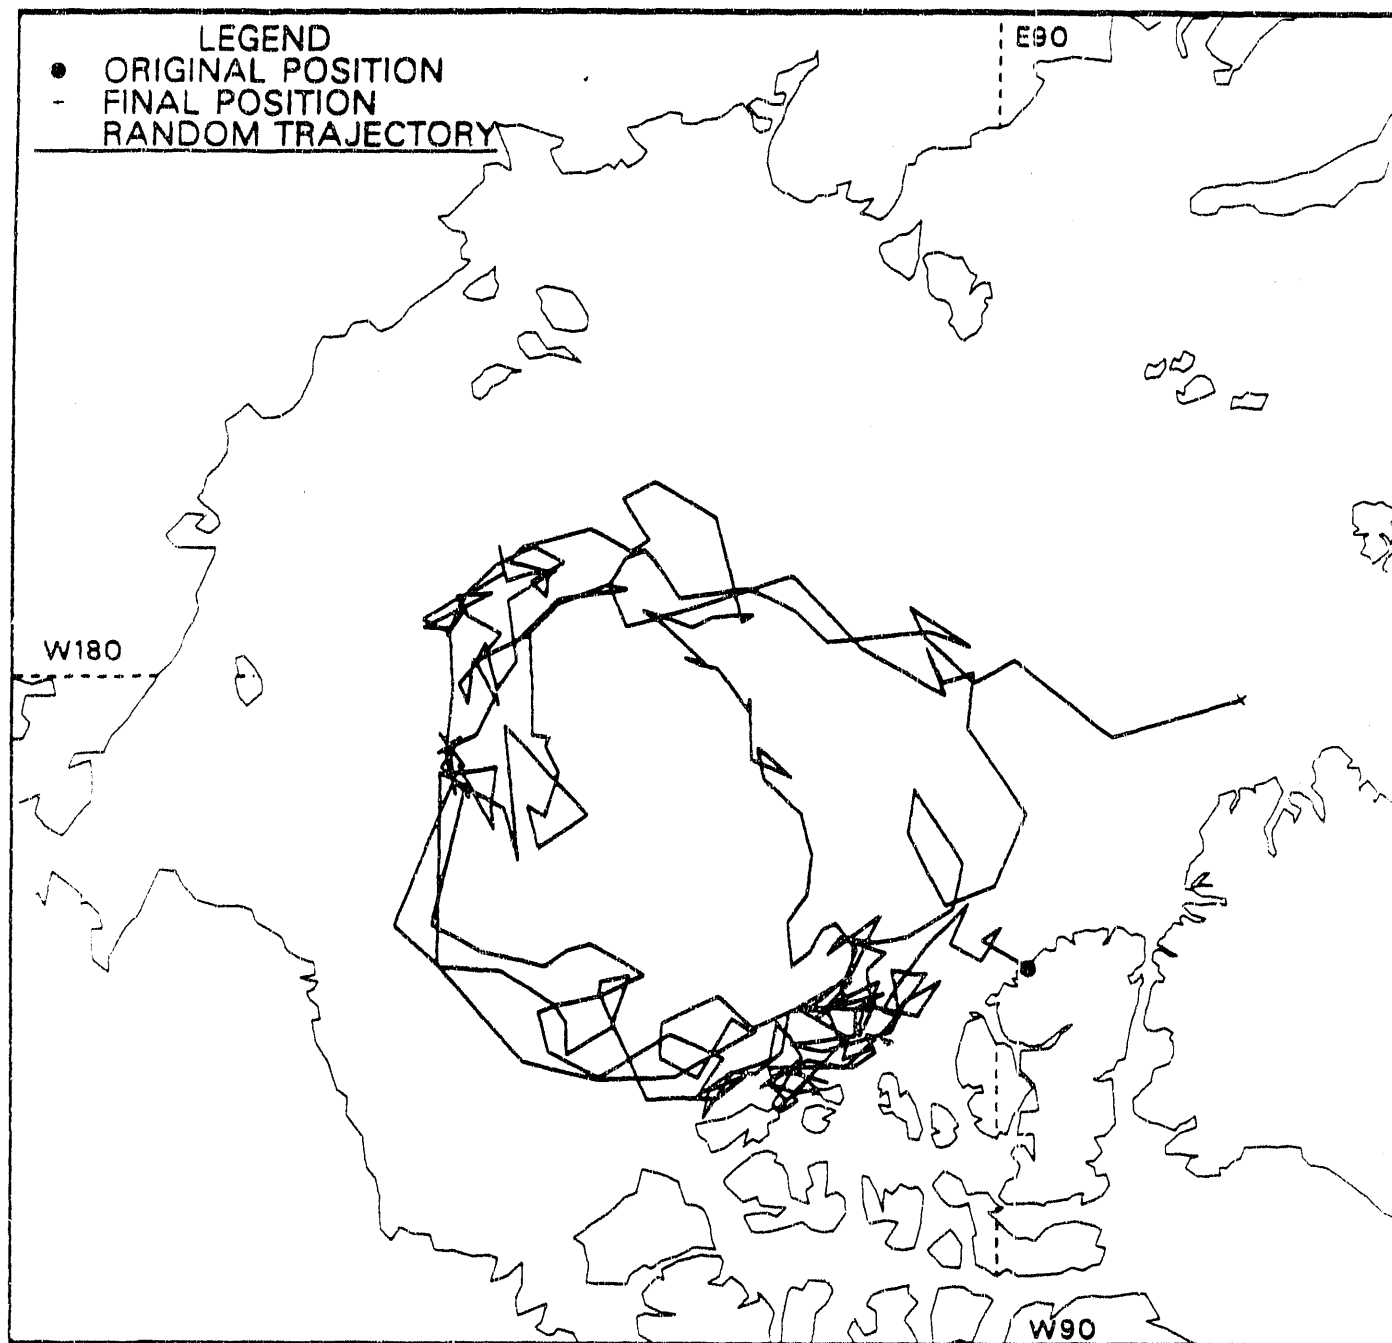 LEGEND
● ORIGINAL POSITION
- FINAL POSITION
RANDOM TRAJECTORY
E90
W180
W90